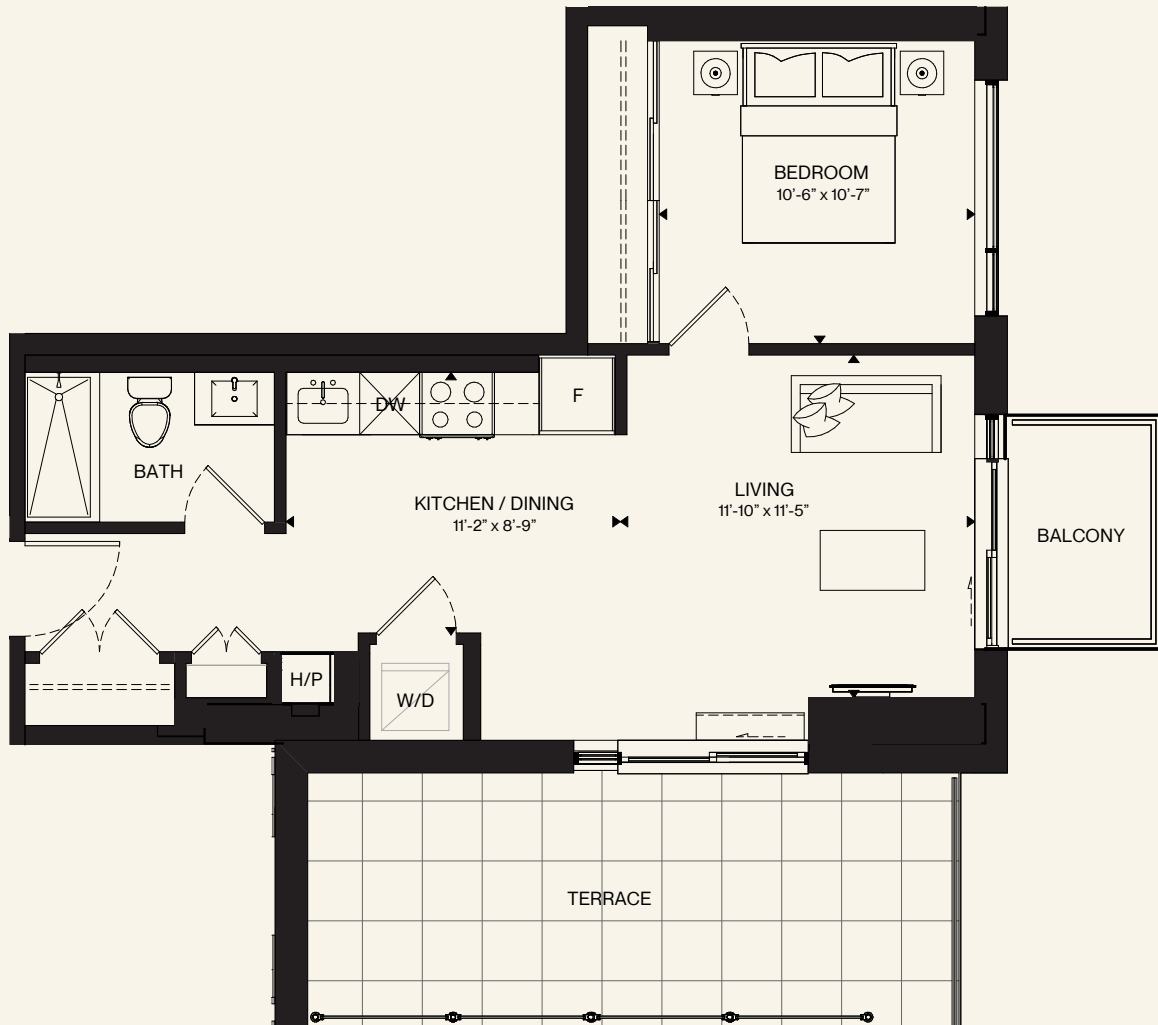 BEDROOM
10’-6” x 10’-7”
F
DW
BATH
KITCHEN / DINING
11’-2” x 8’-9”
LIVING
11’-10” x 11’-5”
BALCONY
H/P
W/D
TERRACE